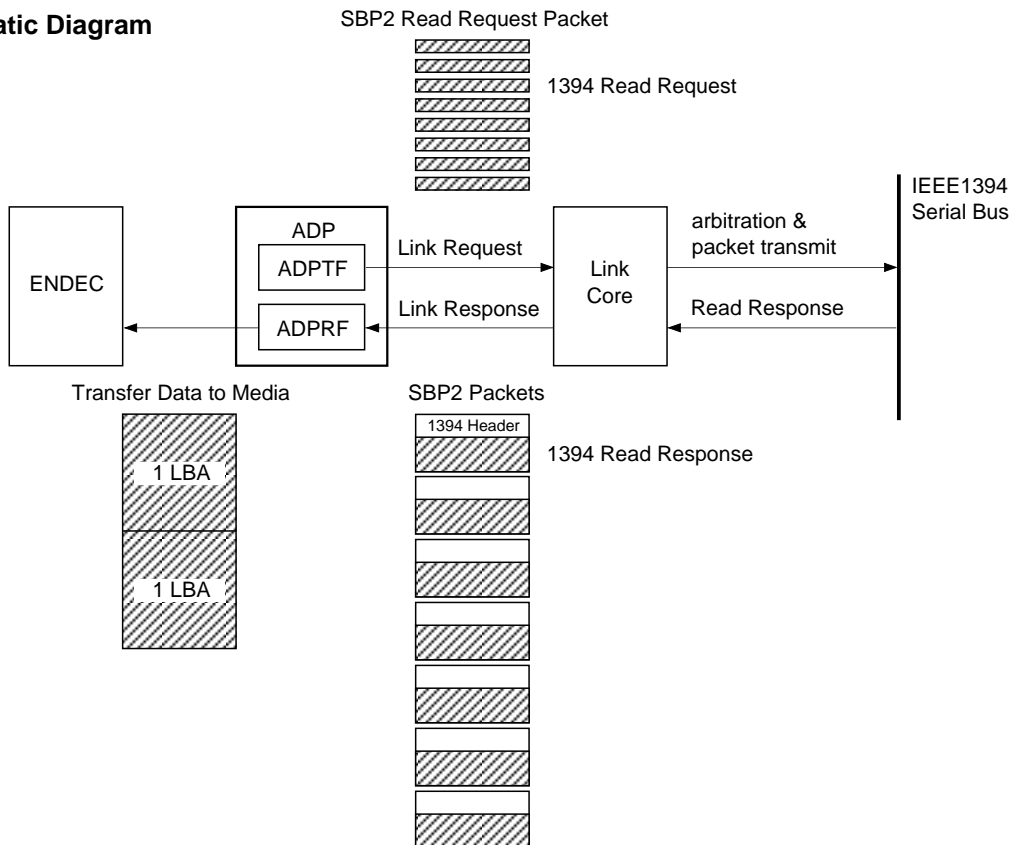 atic Diagram
SBP2 Read Request Packet
1394 Read Request
IEEE1394
Serial Bus
ADP
ADPTF
ADPRF
ENDEC
Link Request
Link Response
Link
Core
arbitration &
packet transmit
Read Response
Transfer Data to Media
1 LBA
1 LBA
SBP2 Packets
1394 Header
1394 Read Response